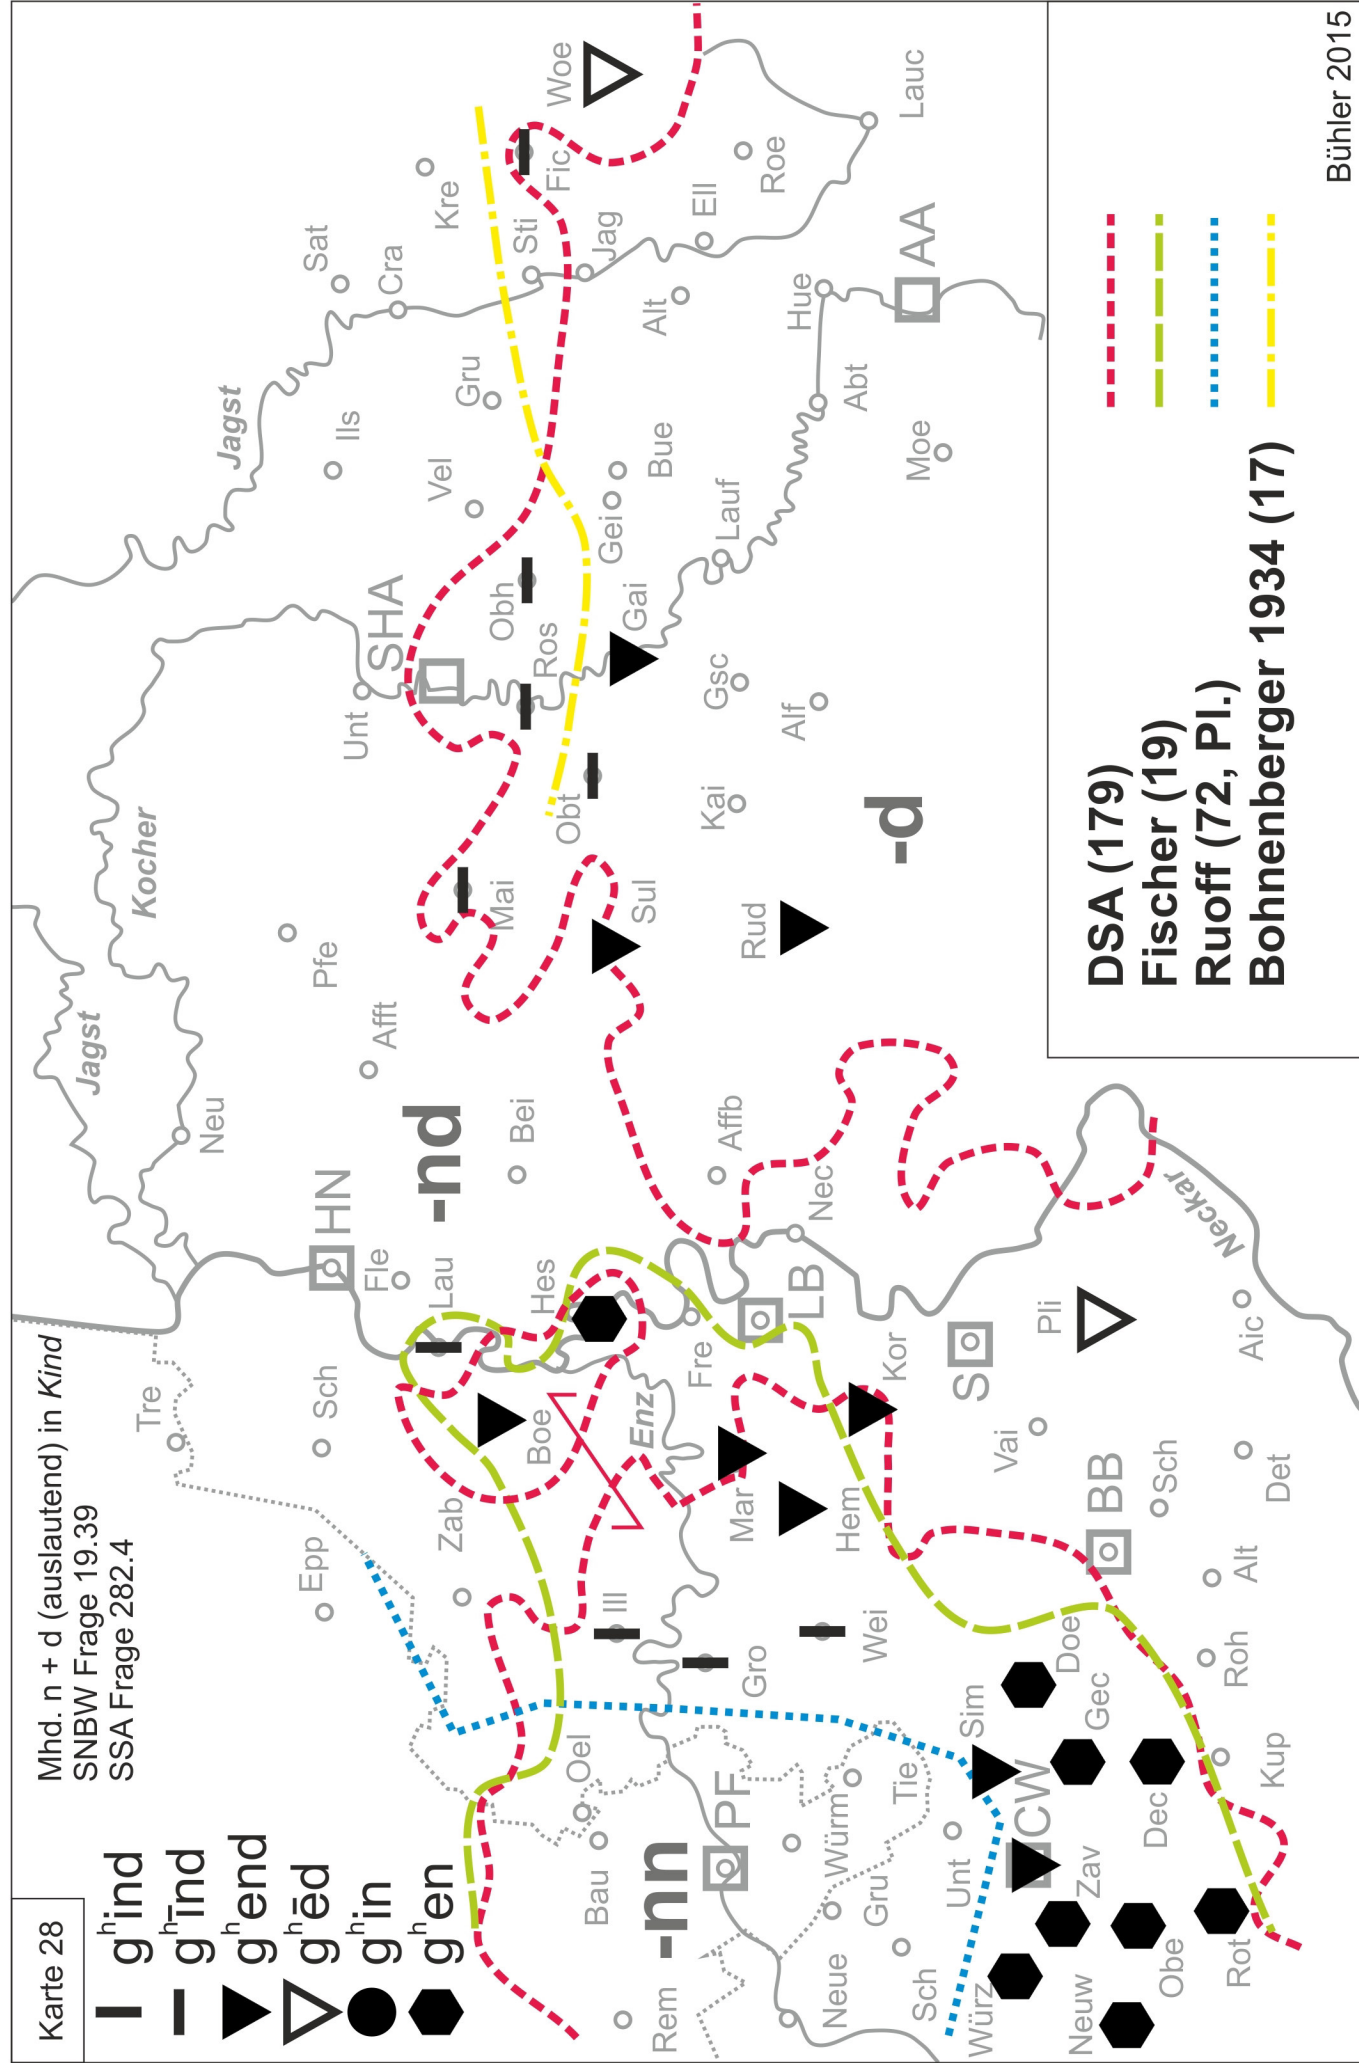 Karte 28
Mhd. n + d (auslautend) in Kind
SNBW Frage 19.39
SSA Frage 282.4
gʰind
gʰīnd
gʰend
gʰēd
gʰin
gʰen
Jagst
Kocher
Jagst
Neckar
Enz
-nd
-nn
-d
Tre
Epp
Sch
Neu
HN
Fle
Lau
Zab
Boe
Hes
Bei
Afft
Pfe
Unt
SHA
Ils
Vel
Gru
Sat
Cra
Kre
Sti
Jag
Fic
Woe
Ell
Roe
Lauc
Alt
Hue
AA
Abt
Moe
Bue
Gei
Lauf
Gai
Obh
Ros
Obt
Gsc
Alf
Kai
Mai
Sul
Rud
Affb
Nec
LB
Fre
Kor
Mar
Hem
Ill
Gro
Wei
Oel
Bau
PF
Rem
Würm
Tie
Gru
Neue
Sch
Unt
Sim
CW
Zav
Würz
Neuw
Obe
Rot
Dec
Gec
Doe
Kup
Roh
Alt
BB
Sch
Det
Vai
S
Pli
Aic
DSA (179)
Fischer (19)
Ruoff (72, Pl.)
Bohnenberger 1934 (17)
Bühler 2015